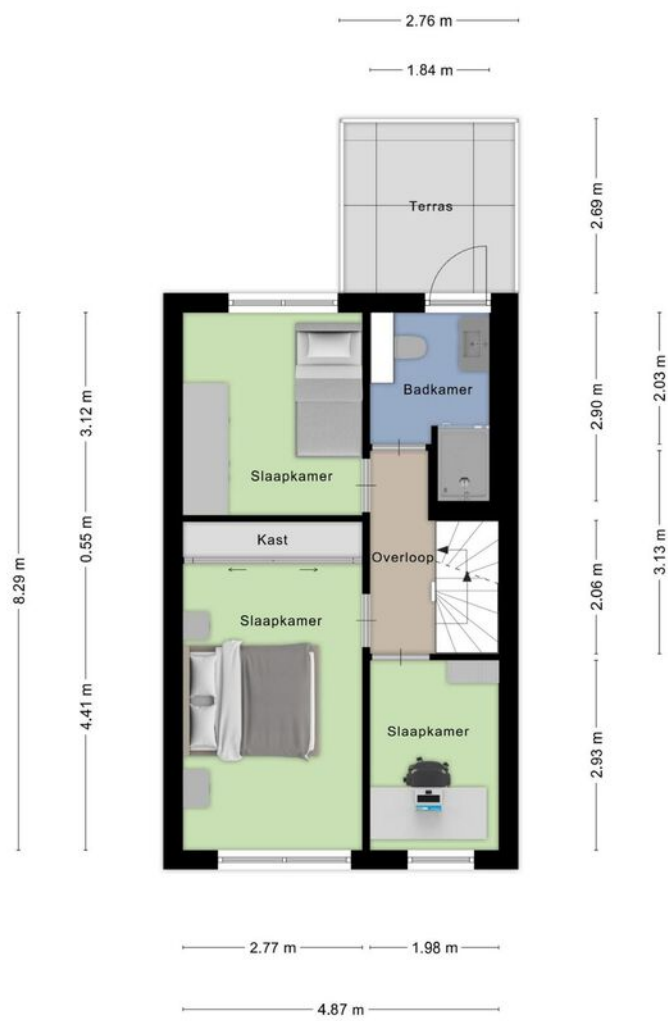 2.76 m
1.84 m
Terras
2.69 m
Badkamer
2.03 m
2.90 m
3.12 m
Slaapkamer
Kast
0.55 m
Overloop
3.13 m
8.29 m
2.06 m
Slaapkamer
4.41 m
Slaapkamer
2.93 m
2.77 m
1.98 m
4.87 m